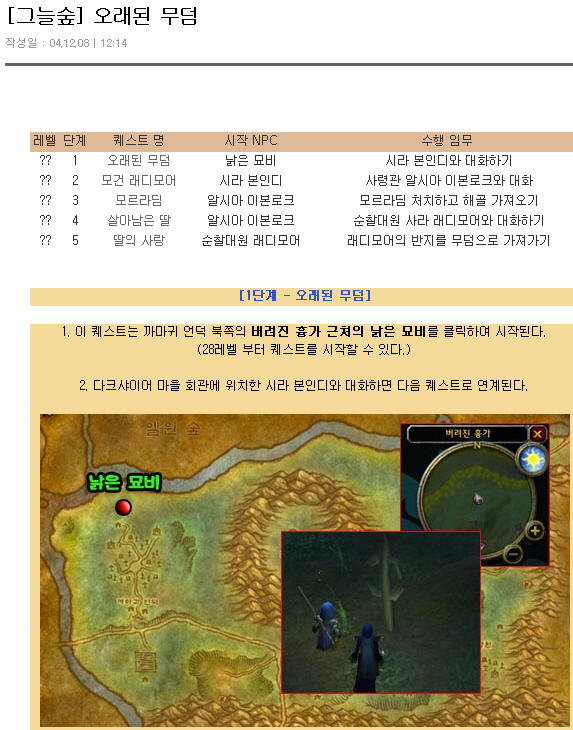 [그늘숲] 오래된 무덤
작성일 : 04.12.08 | 12:14
레벨 단계 퀘스트 명 시작 NPC 수행 임무
?? 1 오래된 무덤 낡은 묘비 시라 본인디와 대화하기
?? 2 모건 래디모어 시라 본인디 사령관 알시아 이본로크와 대화
?? 3 모르라딤 알시아 이본로크 모르라딤 처치하고 해골 가져오기
?? 4 살아남은 딸 알시아 이본로크 순찰대원 사라 래디모어와 대화하기
?? 5 딸의 사랑 순찰대원 래디모어 래디모어의 반지를 무덤으로 가져가기
[1단계 - 오래된 무덤]
1. 이 퀘스트는 까마귀 언덕 북쪽의 버려진 흉가 근처의 낡은 묘비를 클릭하여 시작된다.
(28레벨 부터 퀘스트를 시작할 수 있다.)
2. 다크샤이어 마을 회관에 위치한 시라 본인디와 대화하면 다음 퀘스트로 연계된다.
엘윈 숲
버려진 흉가
N
낡은 묘비
까마귀 언덕